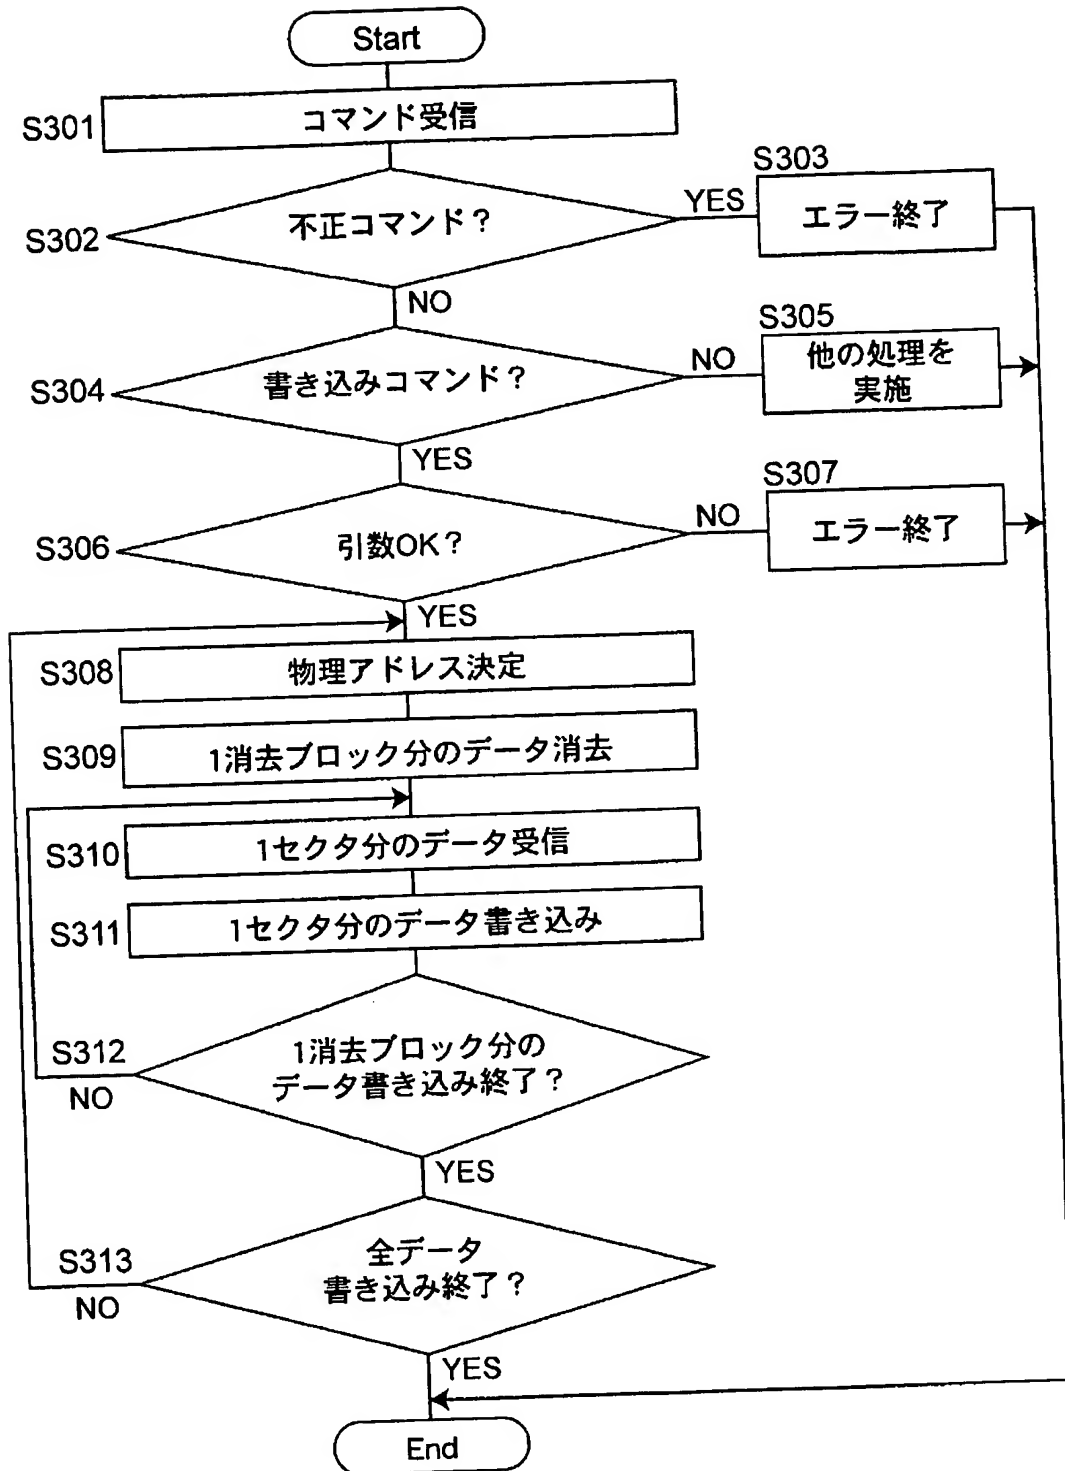 Start
S301
コマンド受信
S302
不正コマンド？
YES
S303
エラー終了
NO
S304
書き込みコマンド？
NO
S305
他の処理を
実施
YES
S306
引数OK？
NO
S307
エラー終了
YES
S308
物理アドレス決定
S309
1消去ブロック分のデータ消去
S310
1セクタ分のデータ受信
S311
1セクタ分のデータ書き込み
S312
1消去ブロック分の
データ書き込み終了？
NO
YES
S313
全データ
書き込み終了？
NO
YES
End